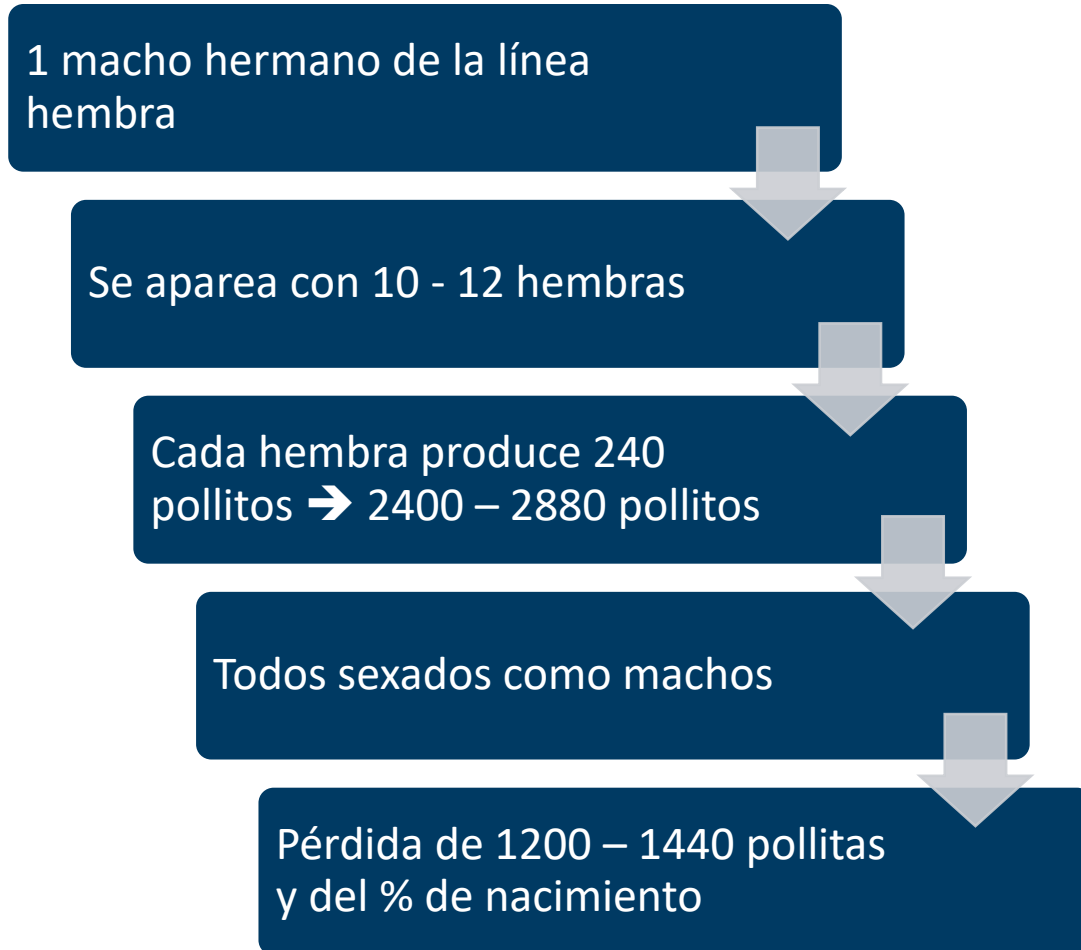 1 macho hermano de la línea
hembra
Se aparea con 10 - 12 hembras
Cada hembra produce 240
pollitos ➔ 2400 – 2880 pollitos
Todos sexados como machos
Pérdida de 1200 – 1440 pollitas
y del % de nacimiento